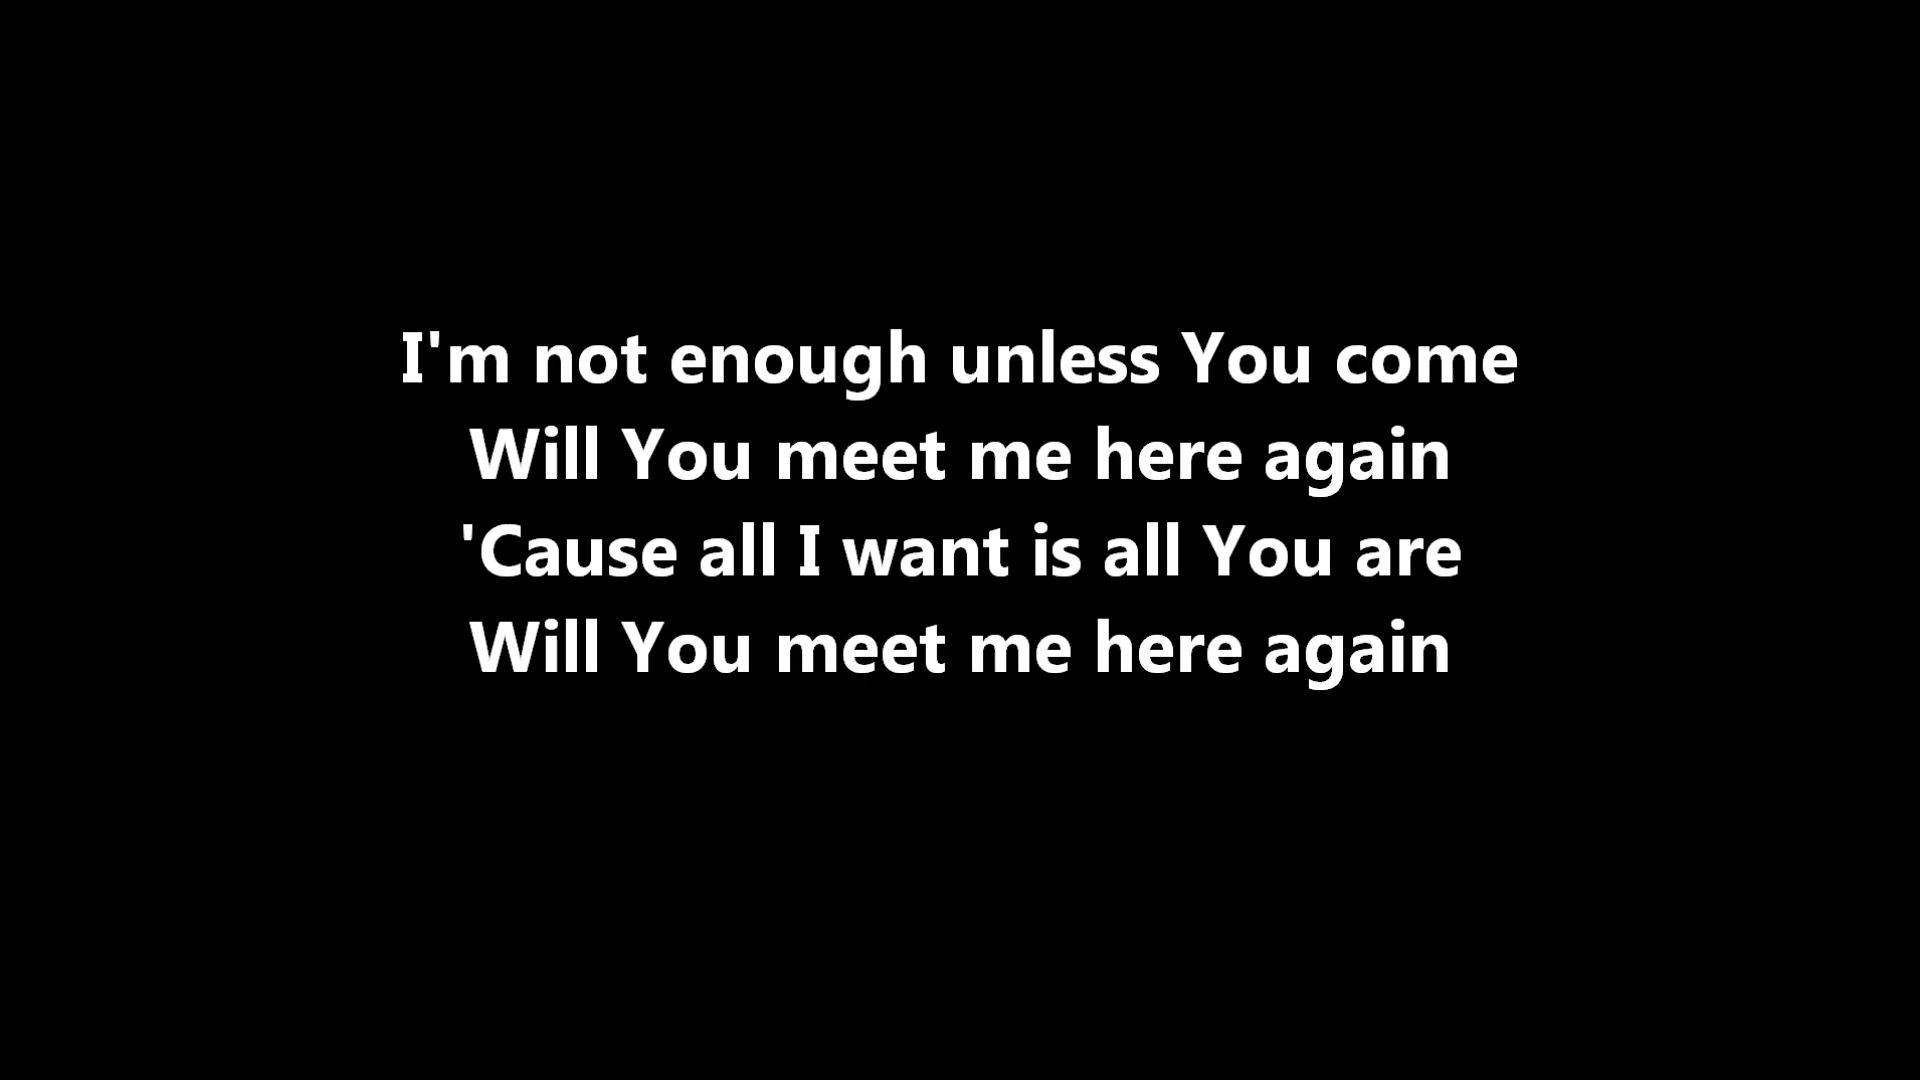 I'm not enough unless You come
Will You meet me here again
'Cause all I want is all You are
Will You meet me here again